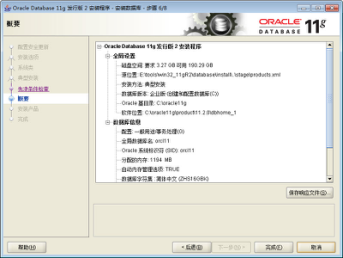 Oracle Database 11g 发行版 2 安装程序 - 安装数据库 - 步骤 6/8
概要
ORACLE
DATABASE
11g
配置安全更新
安装选项
系统类
典型安装
先决条件检查
概要
安装产品
完成
Oracle Database 11g 发行版 2 安装程序
全局设置
磁盘空间: 要求 3.27 GB 可用 190.29 GB
源位置: E:\tools\win32_11gR2\database\install\..\stage\products.xml
安装方法: 典型安装
数据库版本: 企业版 (创建和配置数据库)
Oracle 基目录: C:\oracle11g
软件位置: C:\oracle11g\product\11.2.0\dbhome_1
数据库信息
配置: 一般用途/事务处理
全局数据库名: orcl11
Oracle 系统标识符 (SID): orcl11
分配的内存: 1194 MB
自动内存管理选项: TRUE
数据库字符集: 简体中文 (ZHS16GBK)
保存响应文件(S)...
帮助(H)
< 后退(B)
下一步(N) >
完成(F)
取消